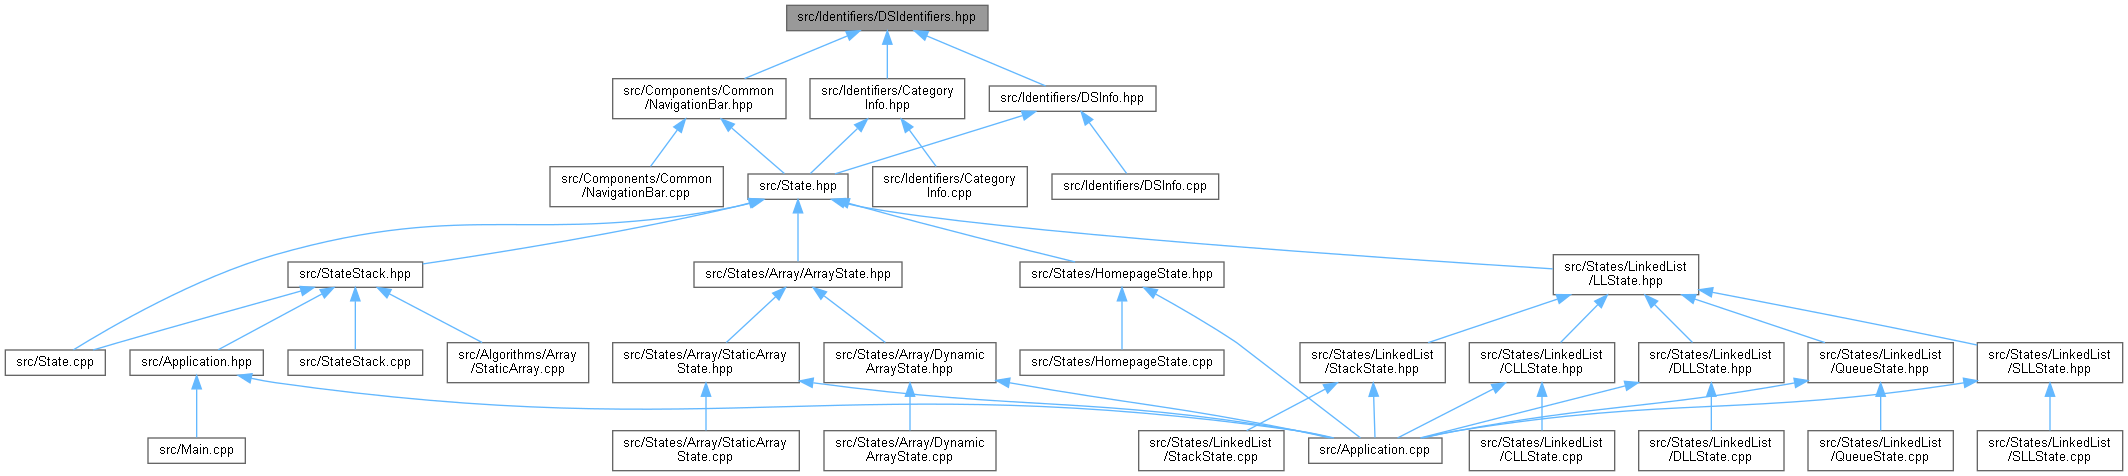 src/Identifiers/DSIdentifiers.hpp
src/Components/Common
/NavigationBar.hpp
src/Identifiers/Category
Info.hpp
src/Identifiers/DSInfo.hpp
src/Components/Common
/NavigationBar.cpp
src/State.hpp
src/Identifiers/Category
Info.cpp
src/Identifiers/DSInfo.cpp
src/StateStack.hpp
src/States/Array/ArrayState.hpp
src/States/HomepageState.hpp
src/States/LinkedList
/LLState.hpp
src/State.cpp
src/Application.hpp
src/StateStack.cpp
src/Algorithms/Array
/StaticArray.cpp
src/States/Array/StaticArray
State.hpp
src/States/Array/Dynamic
ArrayState.hpp
src/States/HomepageState.cpp
src/States/LinkedList
/StackState.hpp
src/States/LinkedList
/CLLState.hpp
src/States/LinkedList
/DLLState.hpp
src/States/LinkedList
/QueueState.hpp
src/States/LinkedList
/SLLState.hpp
src/Main.cpp
src/States/Array/StaticArray
State.cpp
src/States/Array/Dynamic
ArrayState.cpp
src/States/LinkedList
/StackState.cpp
src/Application.cpp
src/States/LinkedList
/CLLState.cpp
src/States/LinkedList
/DLLState.cpp
src/States/LinkedList
/QueueState.cpp
src/States/LinkedList
/SLLState.cpp